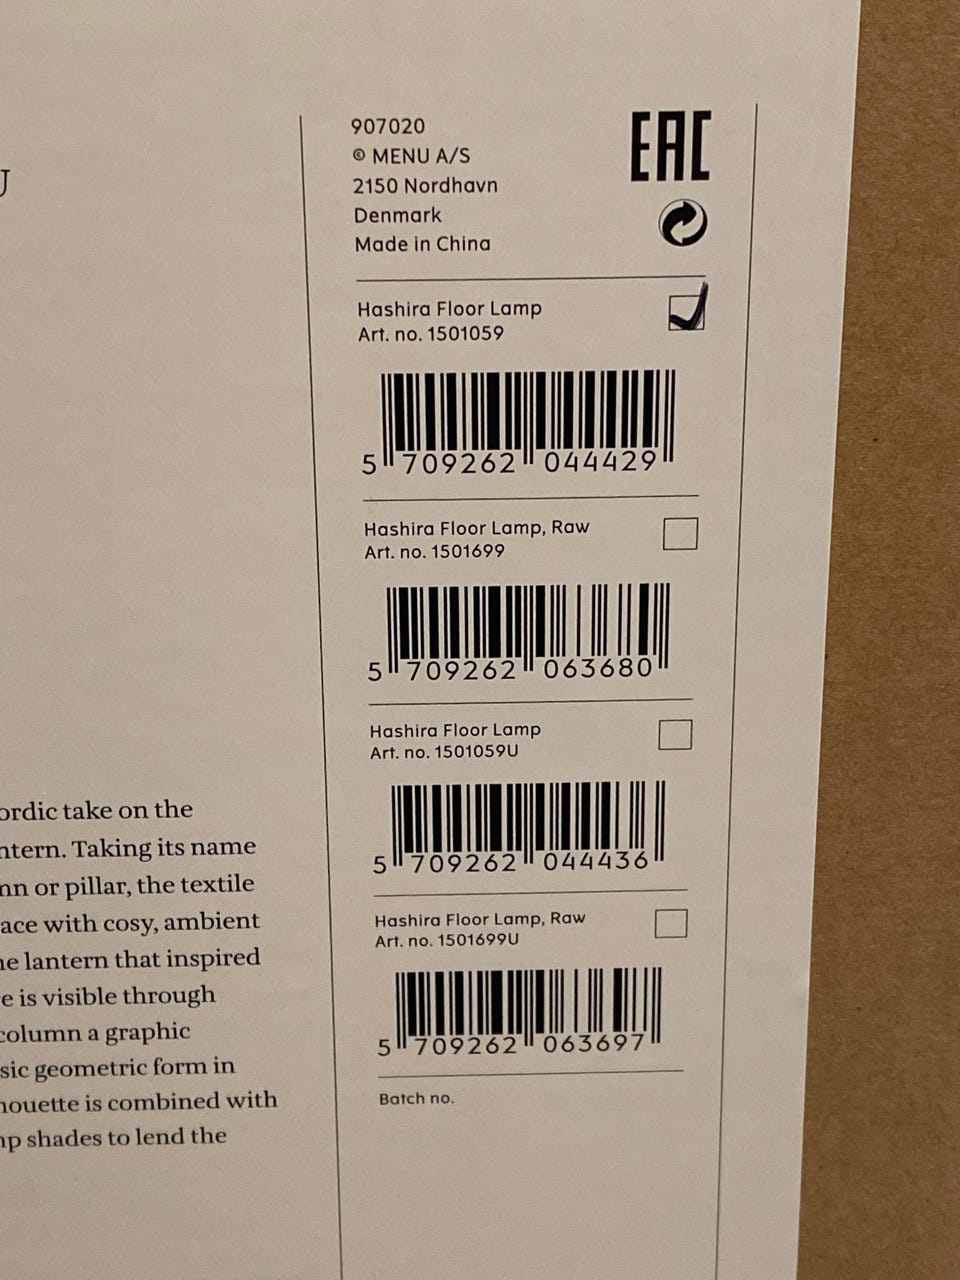 U
907020
© MENU A/S
2150 Nordhavn
Denmark
Made in China
EAC
Hashira Floor Lamp
Art. no. 1501059
5 709262 044429
Hashira Floor Lamp, Raw
Art. no. 1501699
5 709262 063680
Hashira Floor Lamp
Art. no. 1501059U
5 709262 044436
Hashira Floor Lamp, Raw
Art. no. 1501699U
5 709262 063697
Batch no.
ordic take on the
ntern. Taking its name
nn or pillar, the textile
ace with cosy, ambient
he lantern that inspired
e is visible through
column a graphic
sic geometric form in
houette is combined with
mp shades to lend the